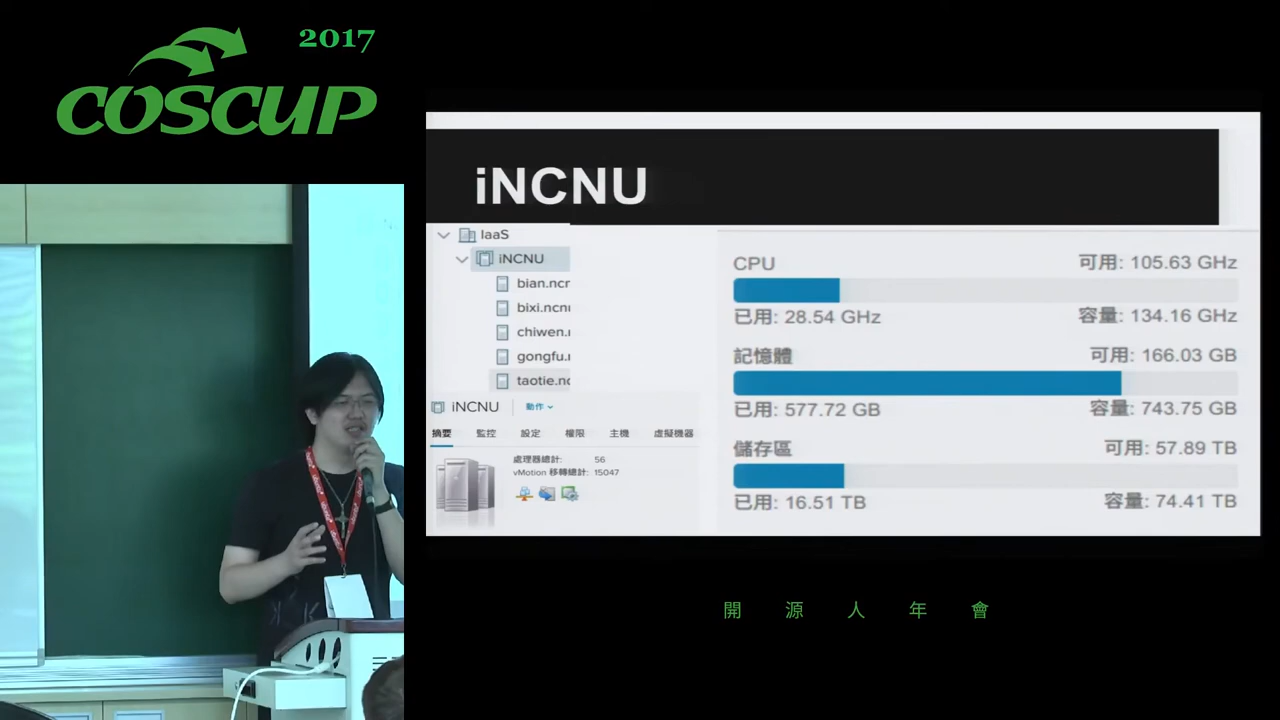 2017
COSCUP
iNCNU
IaaS
iNCNU
bian.ncr
bixi.ncnu
chiwen.r
gongfu.r
taotie.nc
iNCNU 動作
摘要 監控 設定 權限 主機 虛擬機器
處理器總計: 56
vMotion 移轉總計: 15047
CPU 可用: 105.63 GHz
已用: 28.54 GHz 容量: 134.16 GHz
記憶體 可用: 166.03 GB
已用: 577.72 GB 容量: 743.75 GB
儲存區 可用: 57.89 TB
已用: 16.51 TB 容量: 74.41 TB
開源人年會